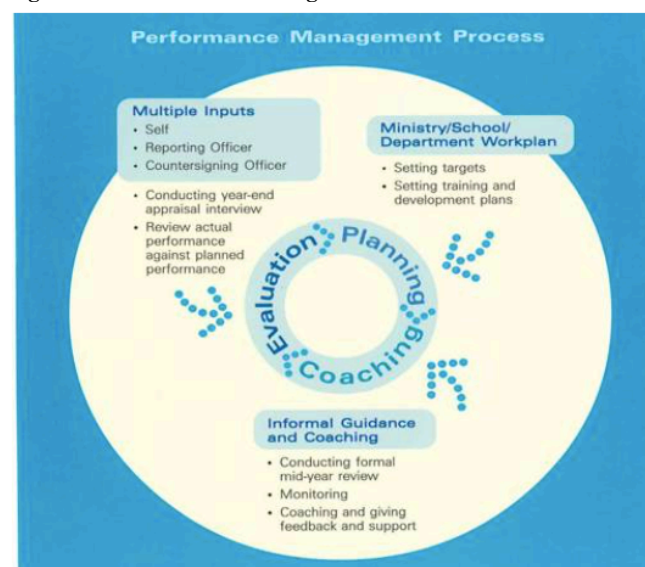 Performance Management Process
Multiple Inputs
• Self
• Reporting Officer
• Countersigning Officer
• Conducting year-end
appraisal interview
• Review actual
performance
against planned
performance
Ministry/School/
Department Workplan
• Setting targets
• Setting training and
development plans
Evaluation
Planning
Coaching
Informal Guidance
and Coaching
• Conducting formal
mid-year review
• Monitoring
• Coaching and giving
feedback and support